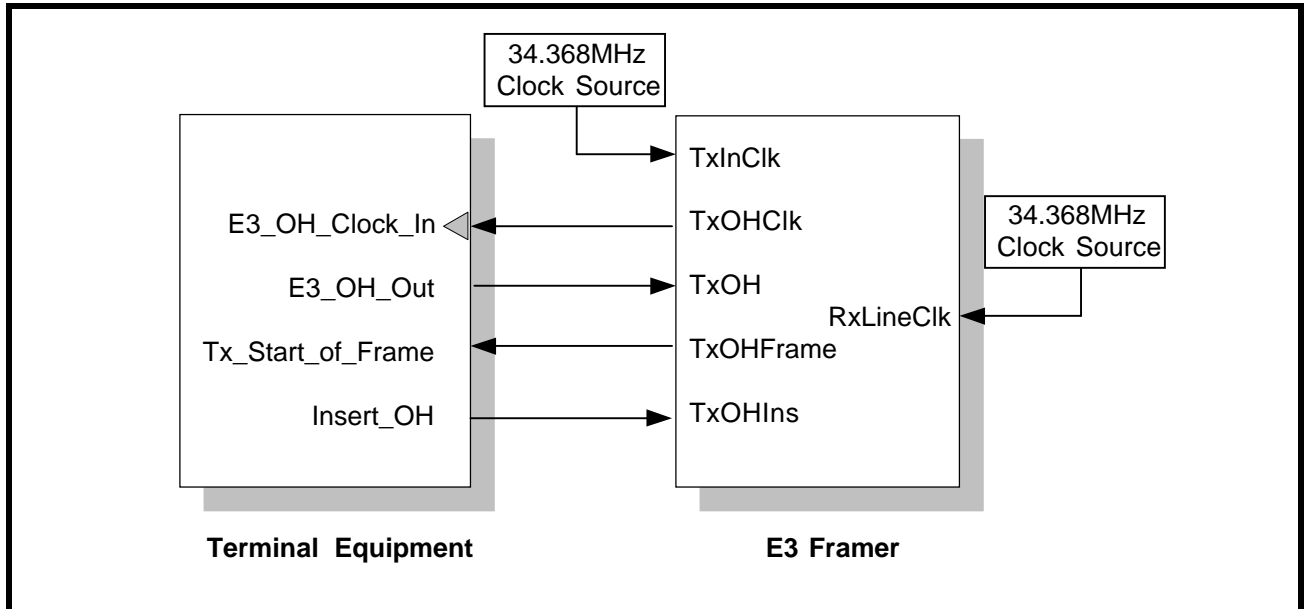 34.368MHz
Clock Source
TxInClk
E3_OH_Clock_In
TxOHClk
34.368MHz
Clock Source
E3_OH_Out
TxOH
RxLineClk
Tx_Start_of_Frame
TxOHFrame
Insert_OH
TxOHIns
Terminal Equipment
E3 Framer